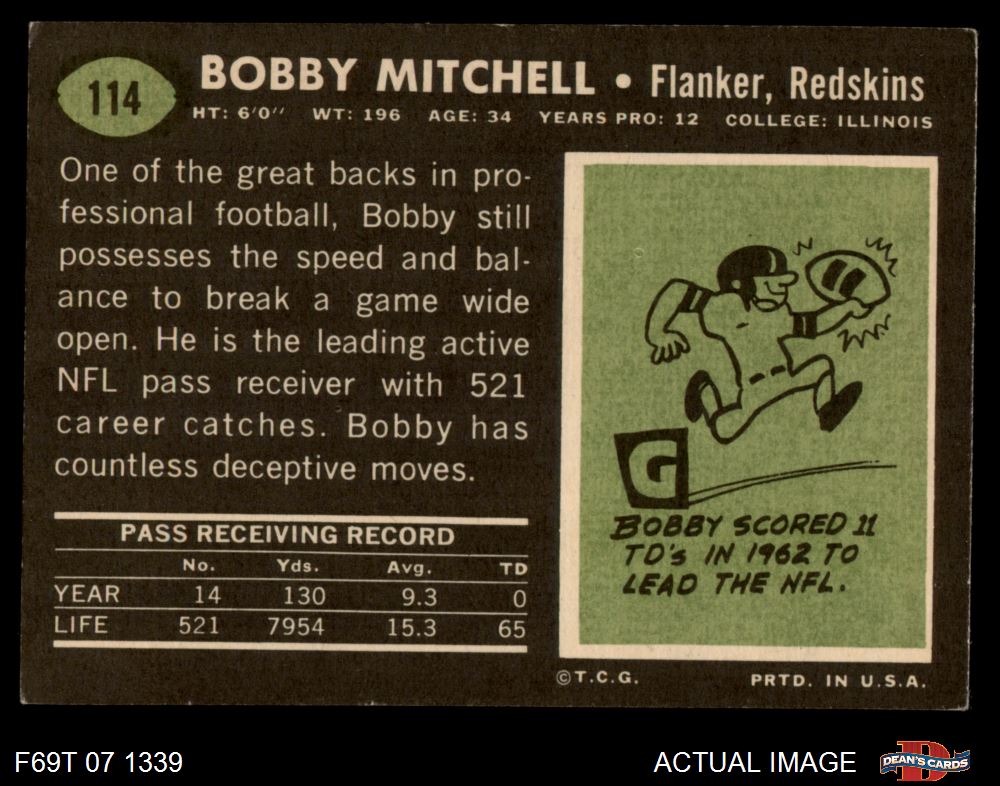 114
BOBBY MITCHELL • Flanker, Redskins
HT: 6'0" WT: 196 AGE: 34 YEARS PRO: 12 COLLEGE: ILLINOIS
One of the great backs in pro-
fessional football, Bobby still
possesses the speed and bal-
ance to break a game wide
open. He is the leading active
NFL pass receiver with 521
career catches. Bobby has
countless deceptive moves.
PASS RECEIVING RECORD
No. Yds. Avg. TD
YEAR 14 130 9.3 0
LIFE 521 7954 15.3 65
G
BOBBY SCORED 11
TD's IN 1962 TO
LEAD THE NFL.
©T.C.G. PRTD. IN U.S.A.
F69T 07 1339 ACTUAL IMAGE D DEAN'S CARDS